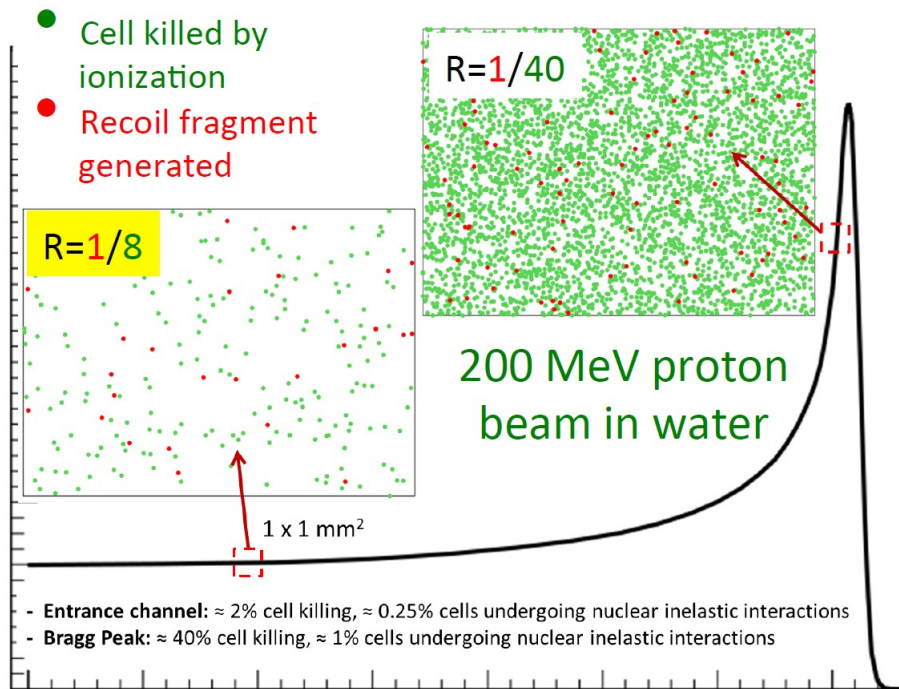 Cell killed by
ionization
Recoil fragment
generated
R=1/40
R=1/8
200 MeV proton
beam in water
1 x 1 mm²
- Entrance channel: ≈ 2% cell killing, ≈ 0.25% cells undergoing nuclear inelastic interactions
- Bragg Peak: ≈ 40% cell killing, ≈ 1% cells undergoing nuclear inelastic interactions